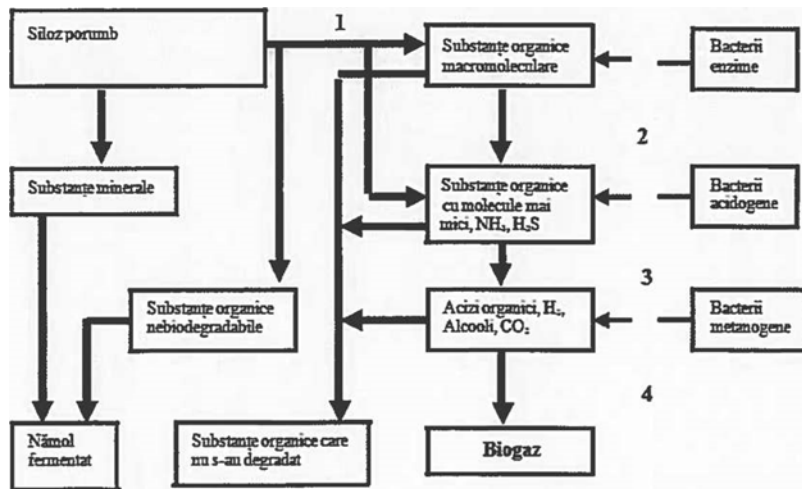 Siloz porumb
1
Substanțe organice
macromoleculare
Bacterii
enzime
2
Substanțe minerale
Substanțe organice
cu molecule mai
mici, NH₃, H₂S
Bacterii
acidogene
3
Substanțe organice
nebiodegradabile
Acizi organici, H₂,
Alcooli, CO₂
Bacterii
metanogene
4
Nămol
fermentat
Substanțe organice care
nu s-au degradat
Biogaz